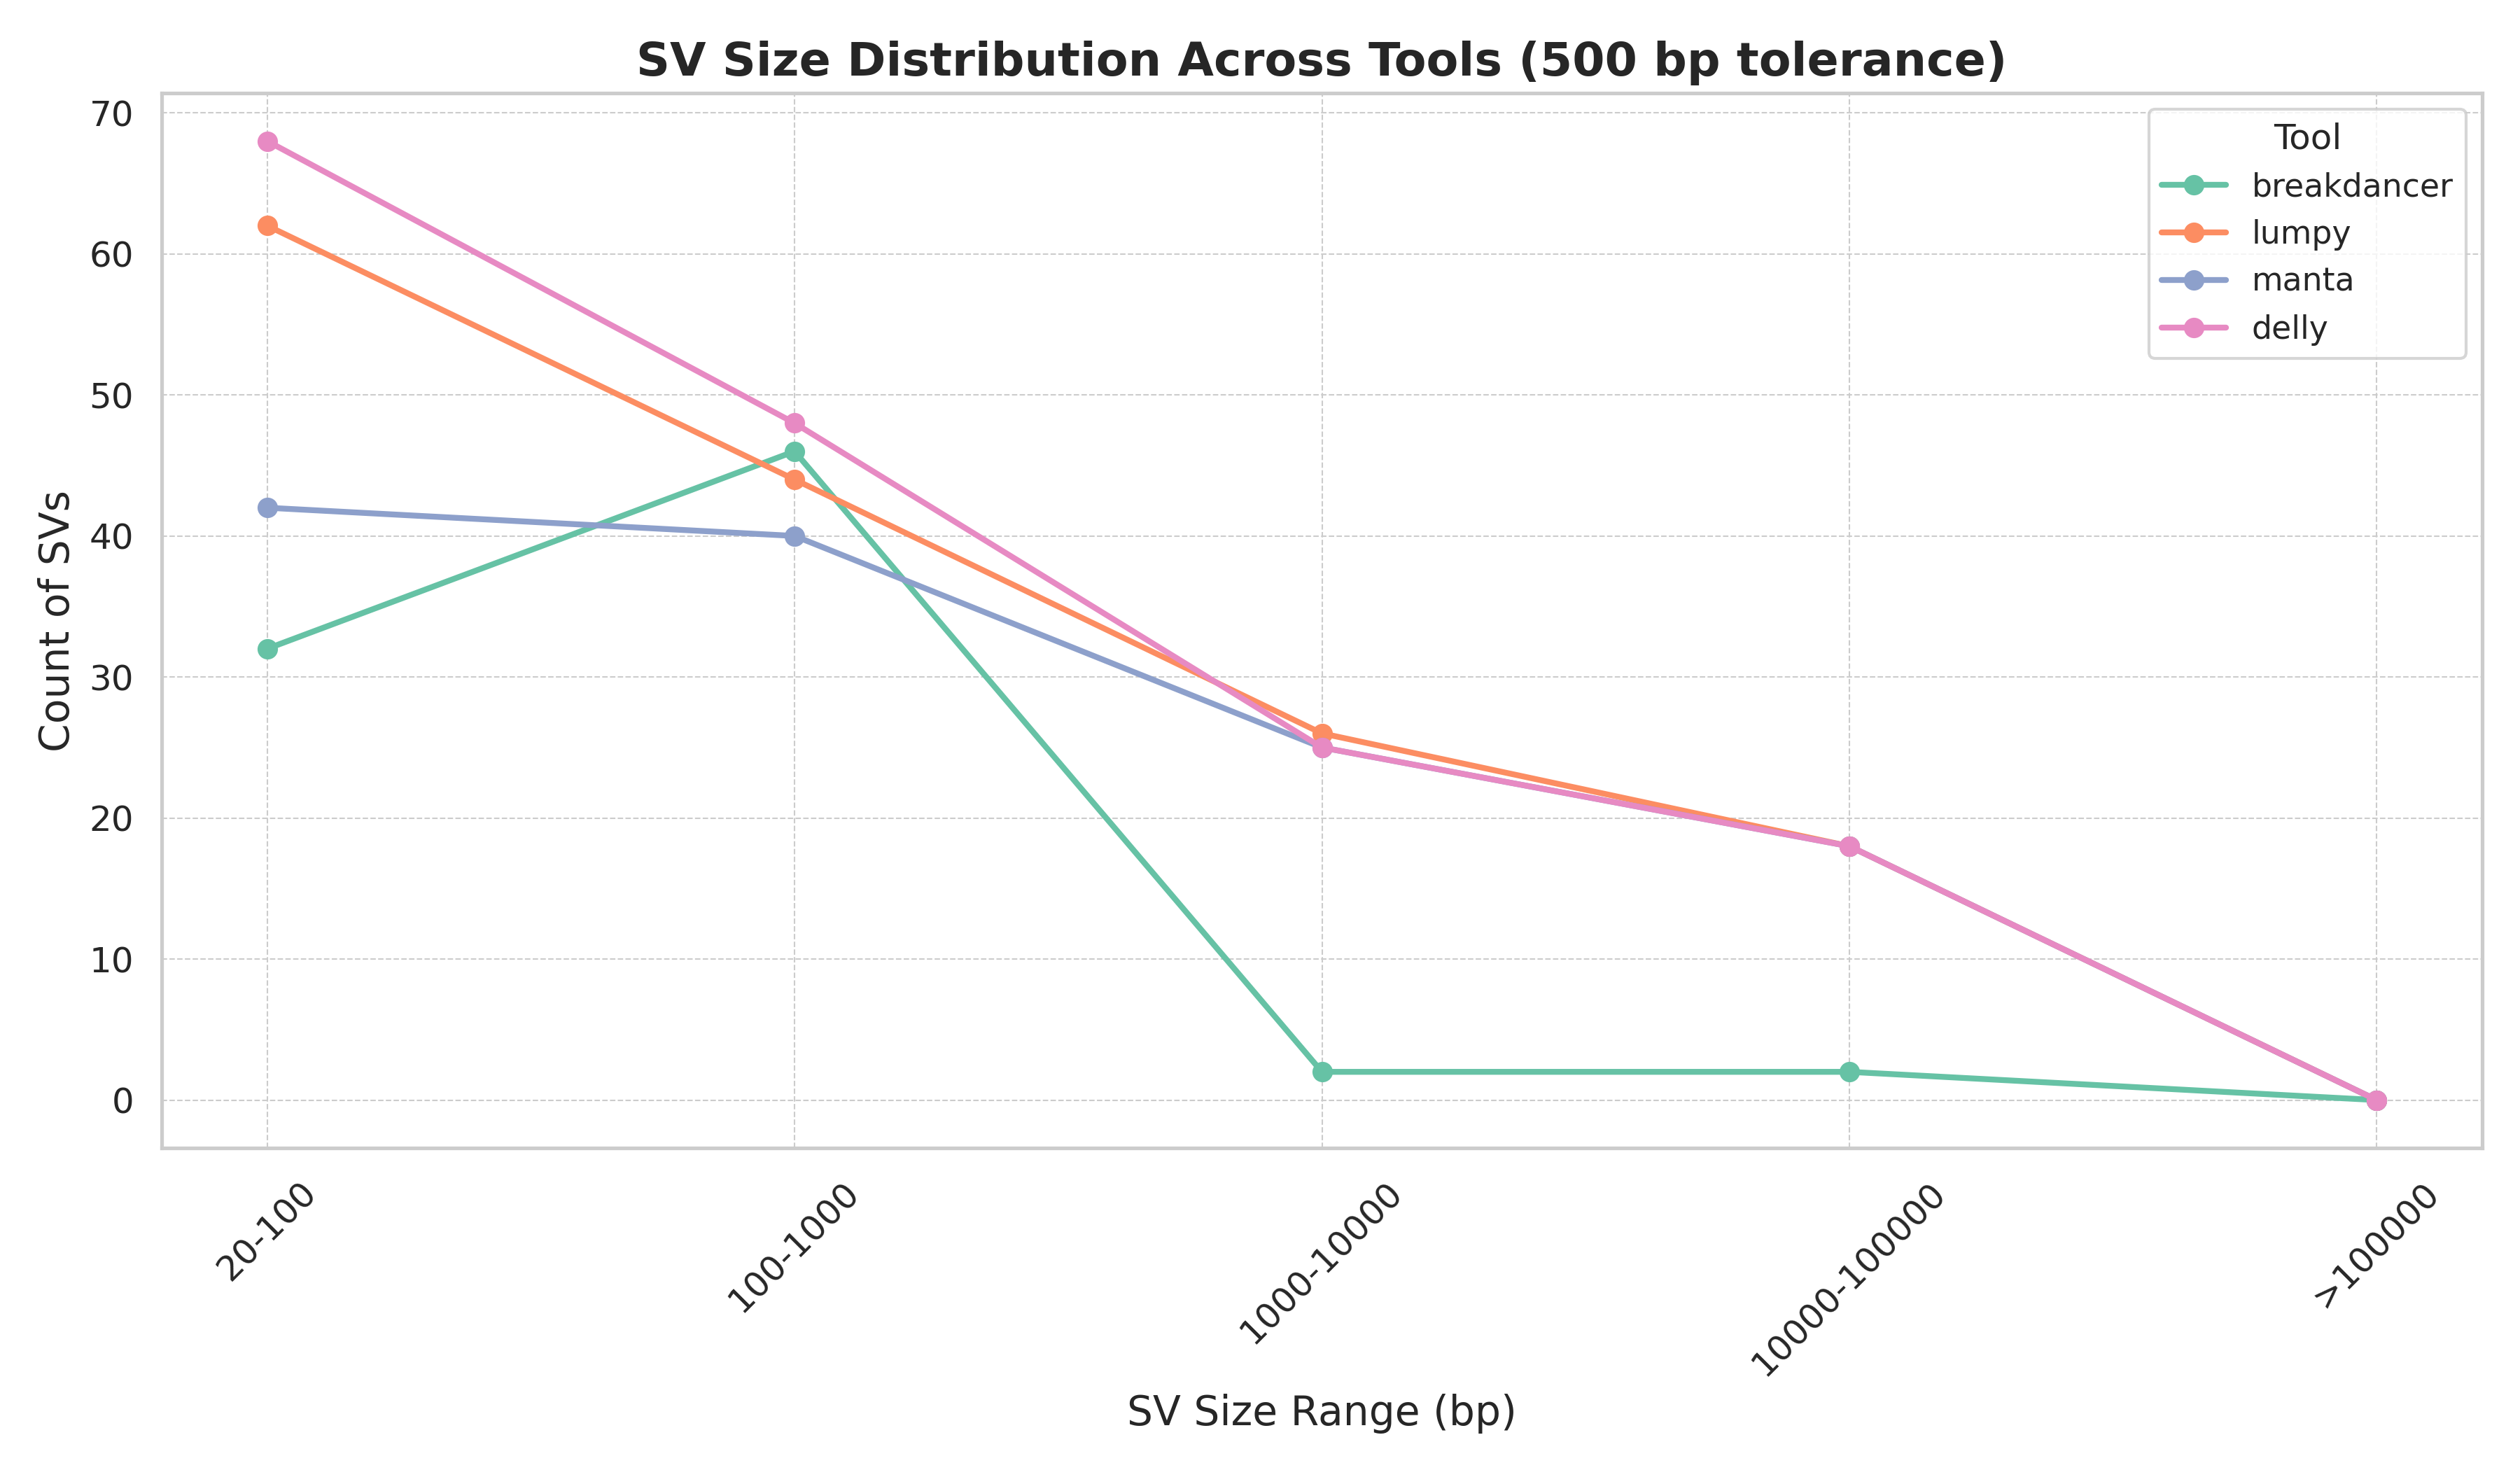 SV Size Distribution Across Tools (500 bp tolerance)
Count of SVs
70
60
50
40
30
20
10
0
Tool
breakdancer
lumpy
manta
delly
20-100
100-1000
1000-10000
10000-100000
>100000
SV Size Range (bp)